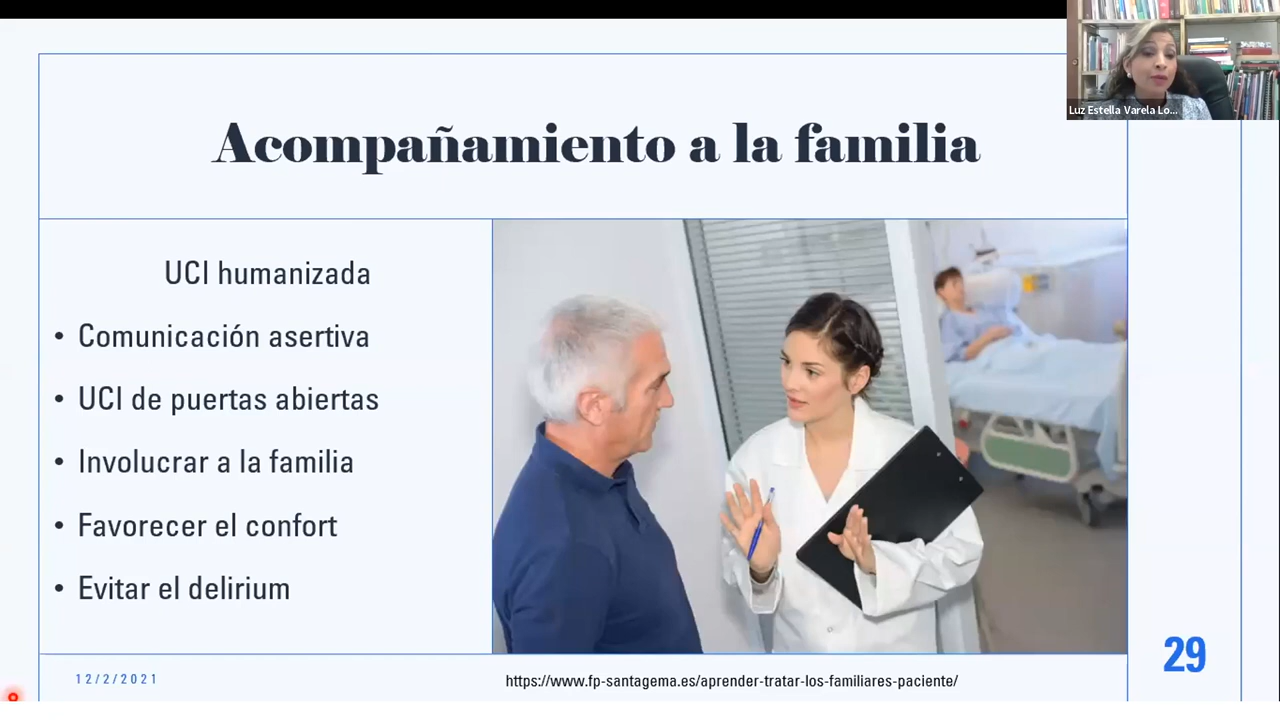 Luz Estella Varela Lo...
Acompañamiento a la familia
UCI humanizada
• Comunicación asertiva
• UCI de puertas abiertas
• Involucrar a la familia
• Favorecer el confort
• Evitar el delirium
29
12/2/2021
https://www.fp-santagema.es/aprender-tratar-los-familiares-paciente/